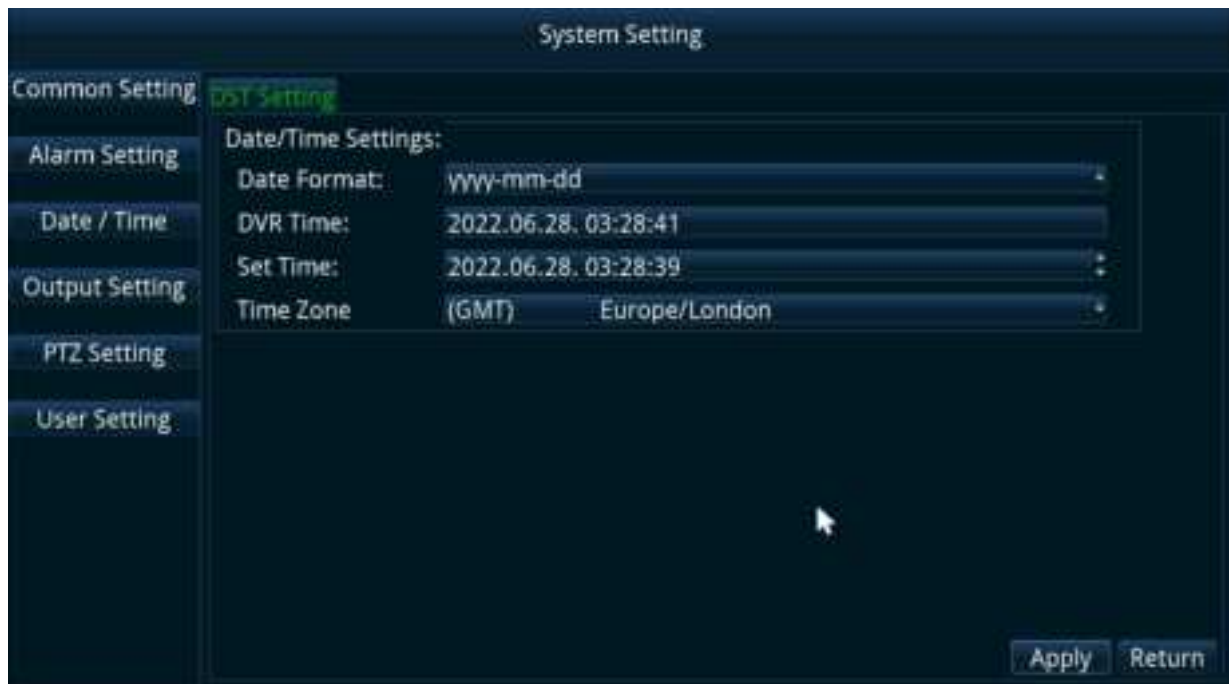 System Setting
Common Setting
DST Setting
Alarm Setting
Date / Time
Output Setting
PTZ Setting
User Setting
Date/Time Settings:
Date Format: yyyy-mm-dd
DVR Time: 2022.06.28. 03:28:41
Set Time: 2022.06.28. 03:28:39
Time Zone (GMT) Europe/London
Apply Return